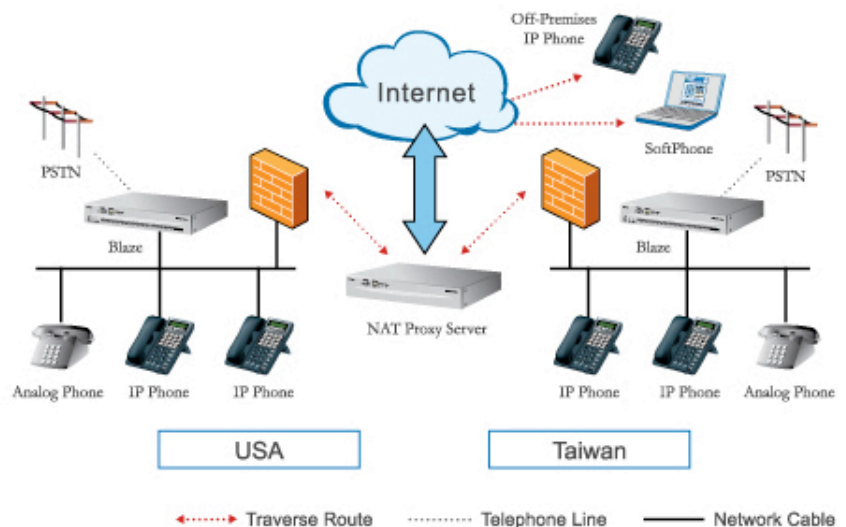 Off-Premises
IP Phone
Internet
SoftPhone
PSTN
PSTN
Blaze
Blaze
NAT Proxy Server
Analog Phone
IP Phone
IP Phone
IP Phone
IP Phone
Analog Phone
USA
Taiwan
Traverse Route
Telephone Line
Network Cable